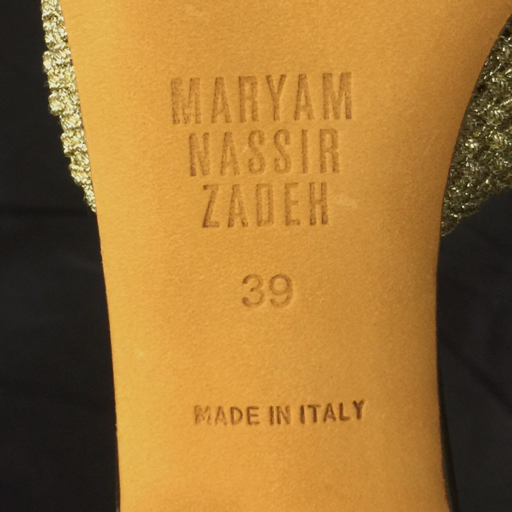 MARYAM
NASSIR
ZADEH
39
MADE IN ITALY